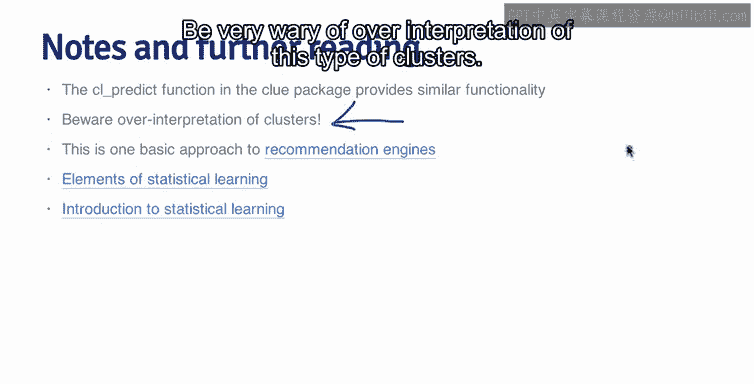 Be very wary of over interpretation of
this type of clusters.
Notes and further reading
The cl_predict function in the clue package provides similar functionality
Beware over-interpretation of clusters!
This is one basic approach to recommendation engines
Elements of statistical learning
Introduction to statistical learning